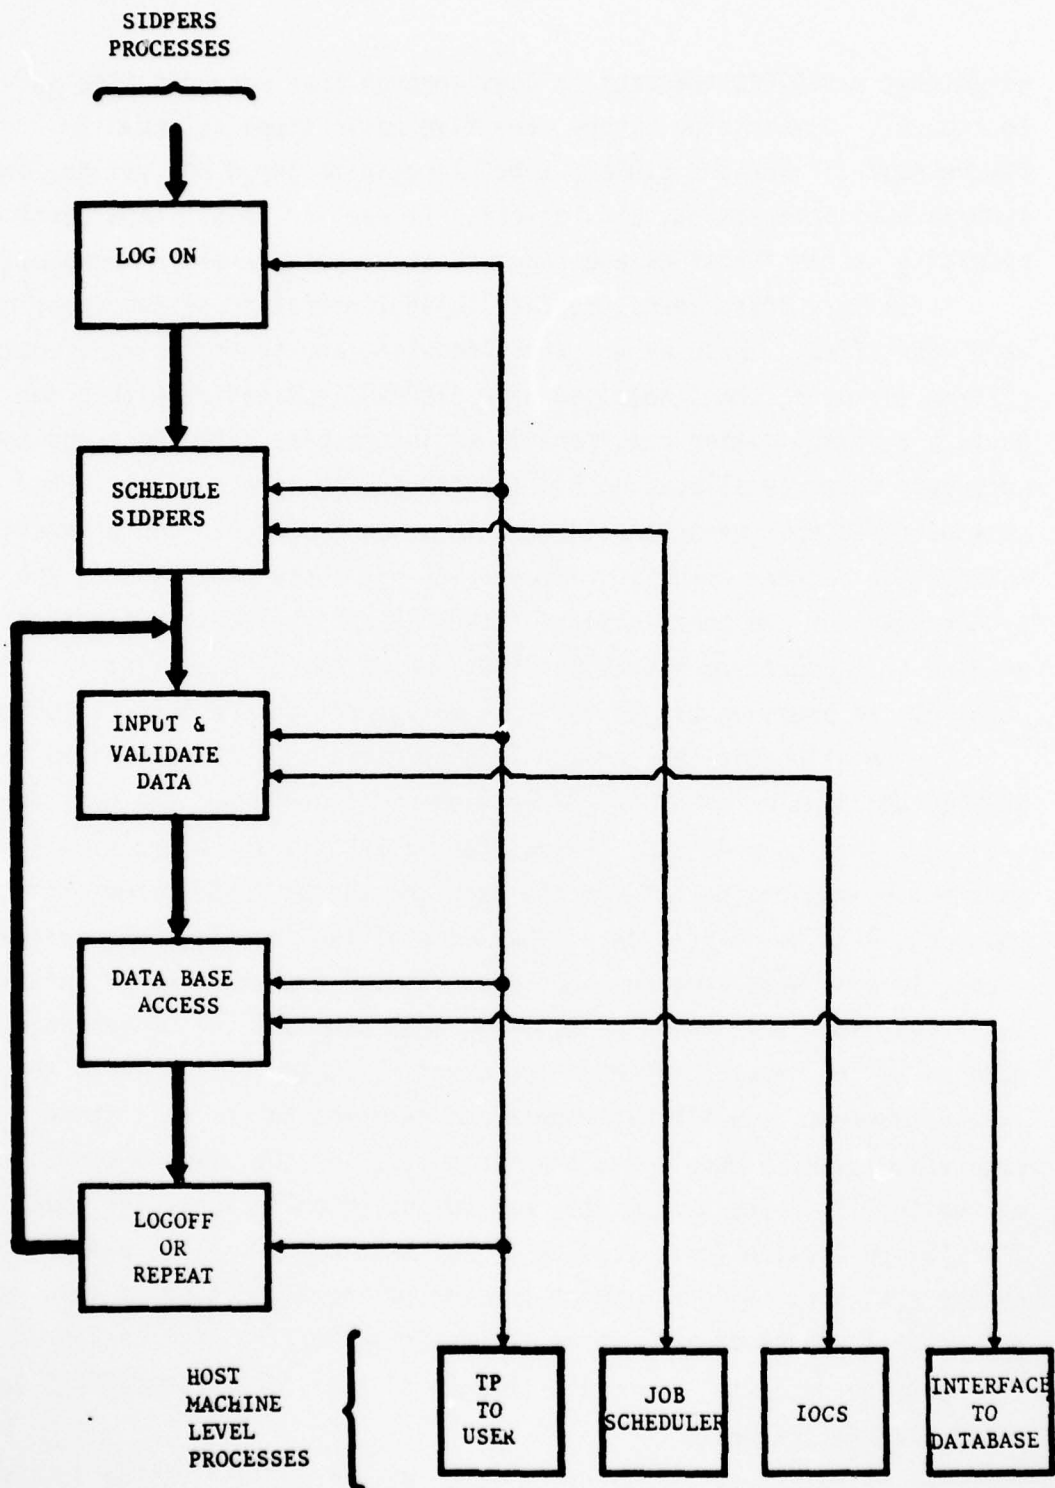 SIDPERS
PROCESSES
LOG ON
SCHEDULE
SIDPERS
INPUT &
VALIDATE
DATA
DATA BASE
ACCESS
LOGOFF
OR
REPEAT
HOST
MACHINE
LEVEL
PROCESSES
TP
TO
USER
JOB
SCHEDULER
IOCS
INTERFACE
TO
DATABASE